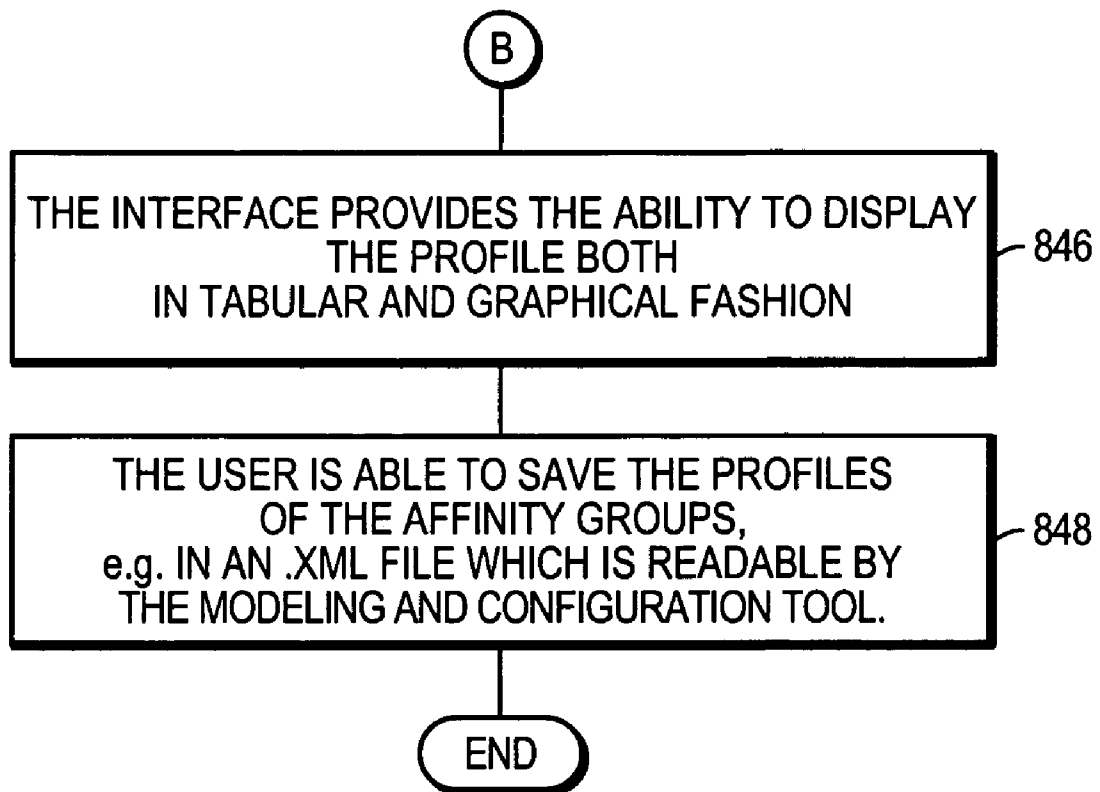 B
THE INTERFACE PROVIDES THE ABILITY TO DISPLAY
THE PROFILE BOTH
IN TABULAR AND GRAPHICAL FASHION
846
THE USER IS ABLE TO SAVE THE PROFILES
OF THE AFFINITY GROUPS,
e.g. IN AN .XML FILE WHICH IS READABLE BY
THE MODELING AND CONFIGURATION TOOL.
848
END